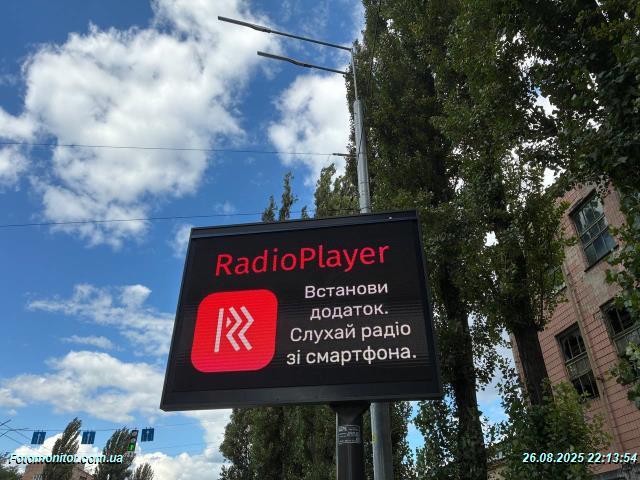 RadioPlayer
Встанови
додаток.
Слухай радіо
зі смартфона.
Fotomonitor.com.ua
26.08.2025 22:13:54